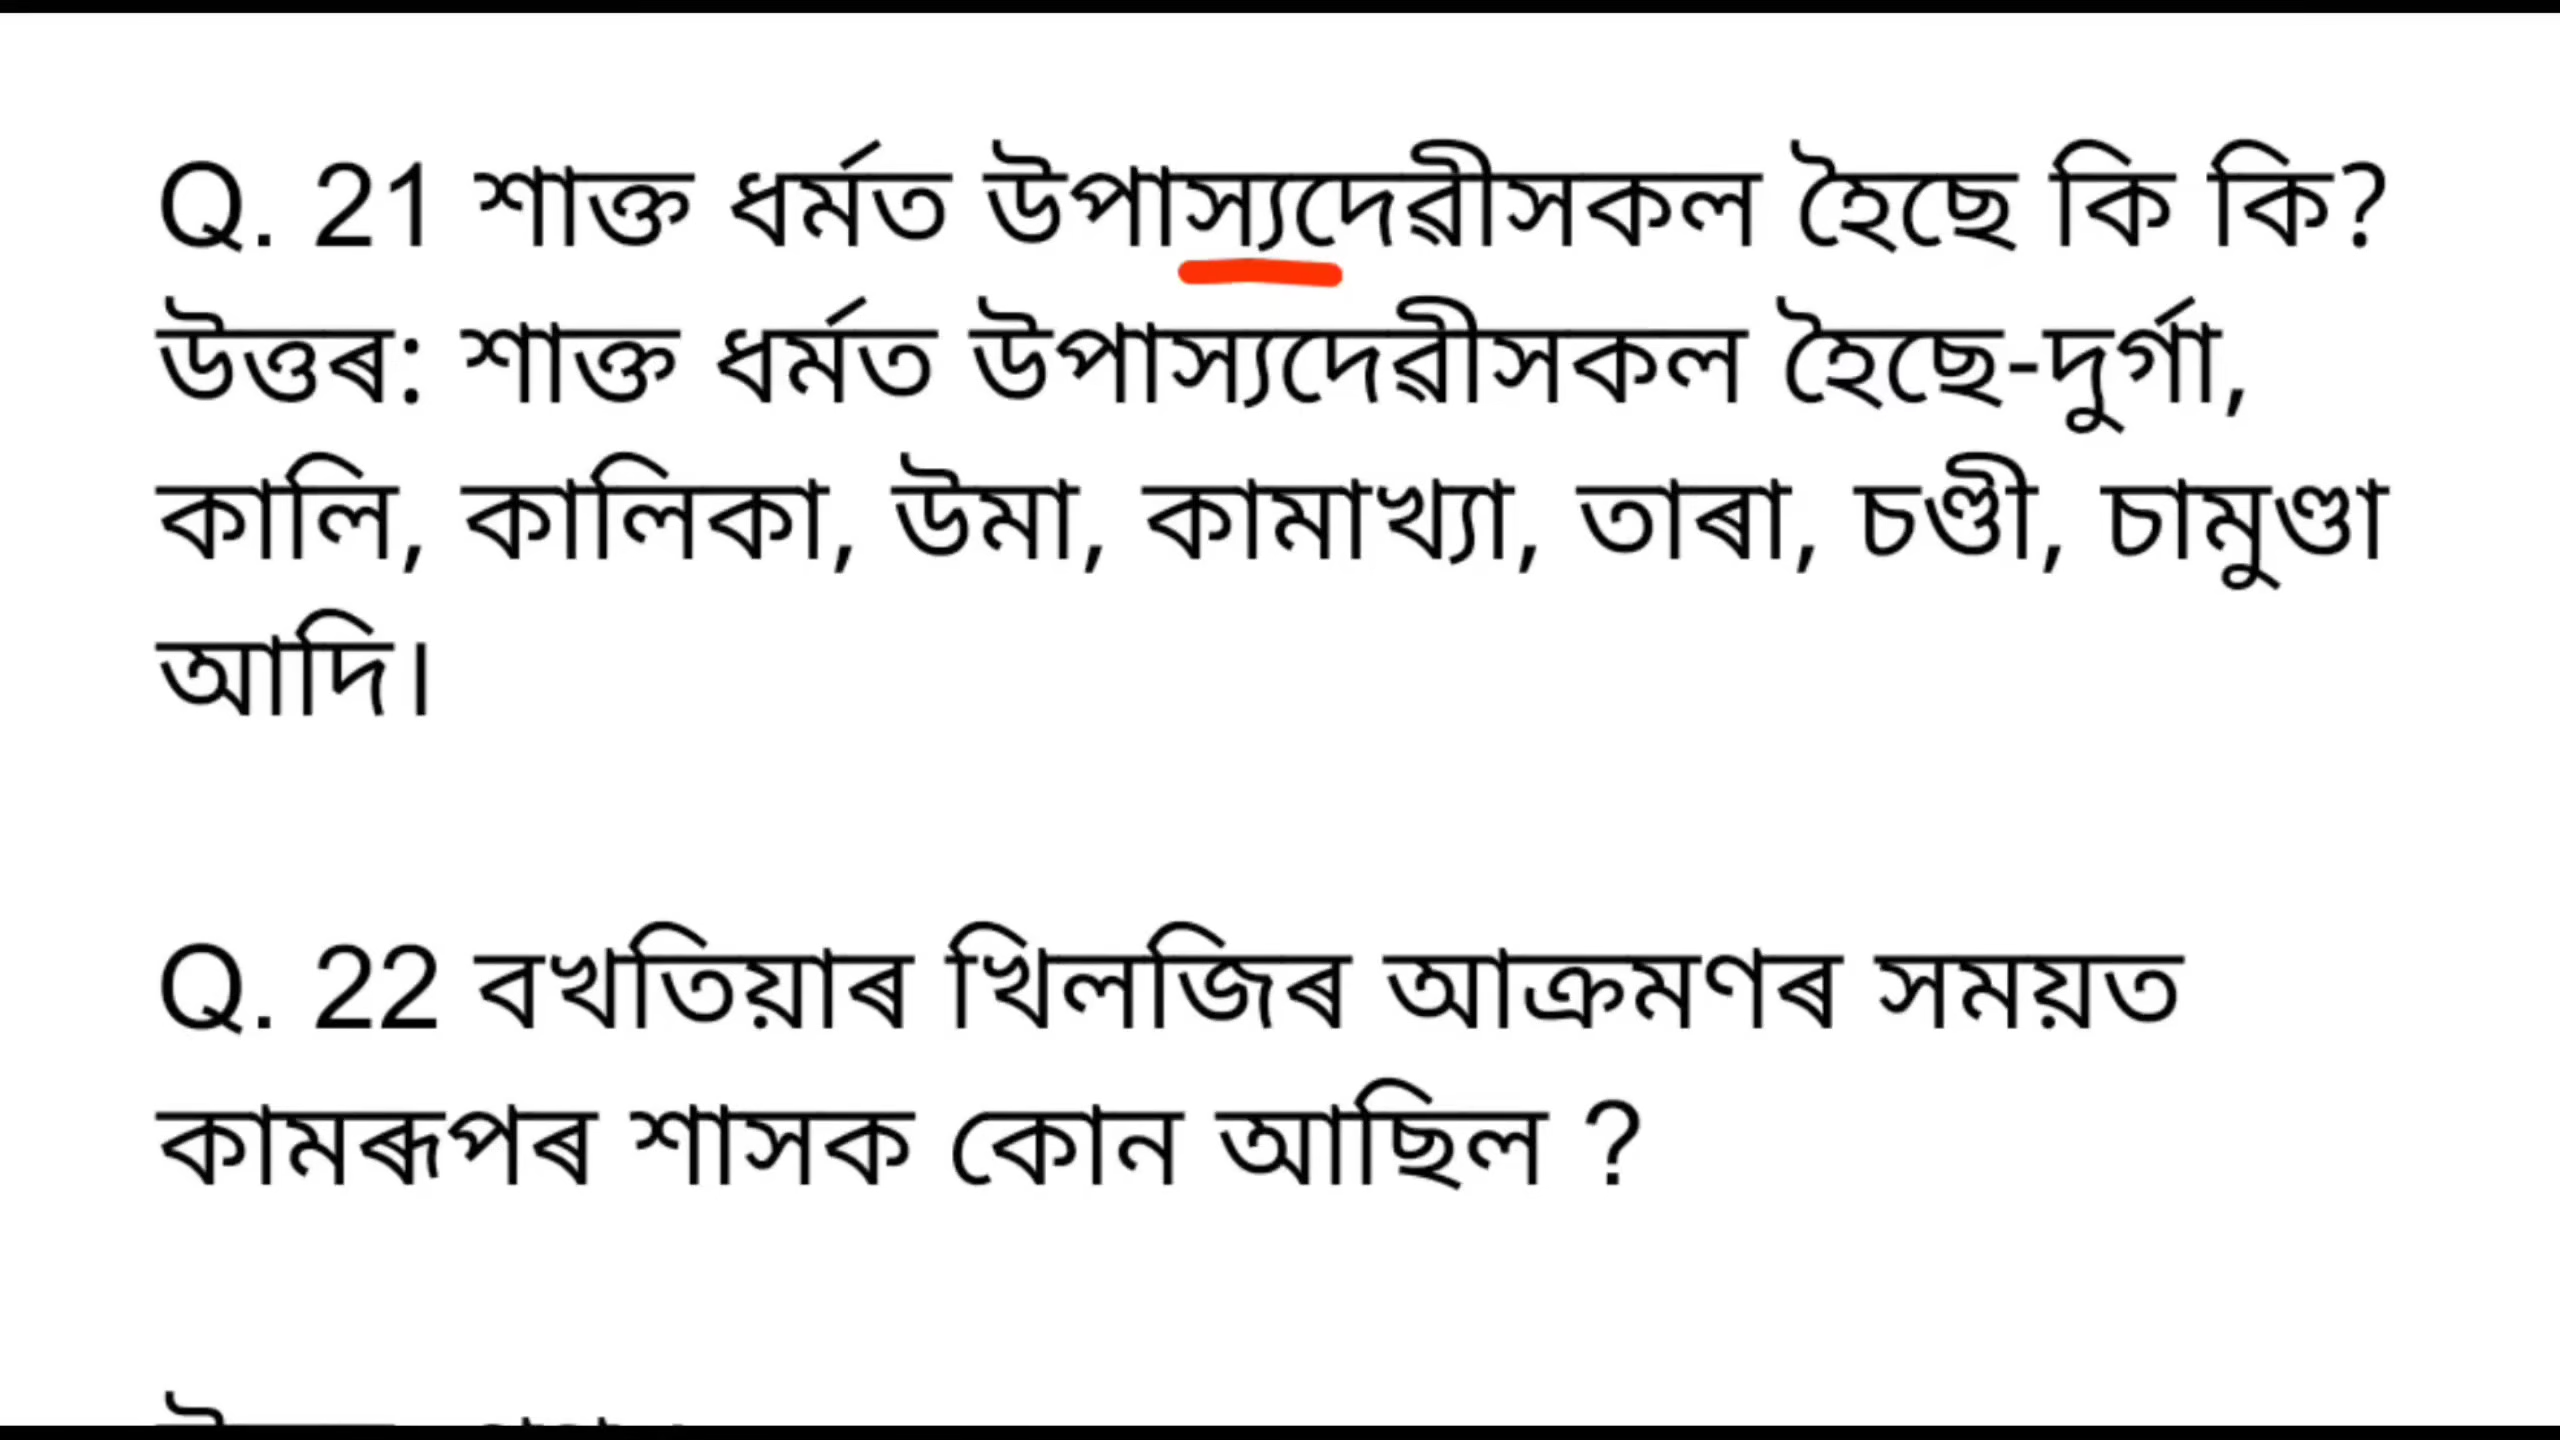 Q. 21 শাক্ত ধৰ্মত উপাস্যদেৱীসকল হৈছে কি কি?
উত্তৰ: শাক্ত ধৰ্মত উপাস্যদেৱীসকল হৈছে-দুৰ্গা,
কালি, কালিকা, উমা, কামাখ্যা, তাৰা, চণ্ডী, চামুণ্ডা
আদি।
Q. 22 বখতিয়াৰ খিলজিৰ আক্ৰমণৰ সময়ত
কামৰূপৰ শাসক কোন আছিল ?